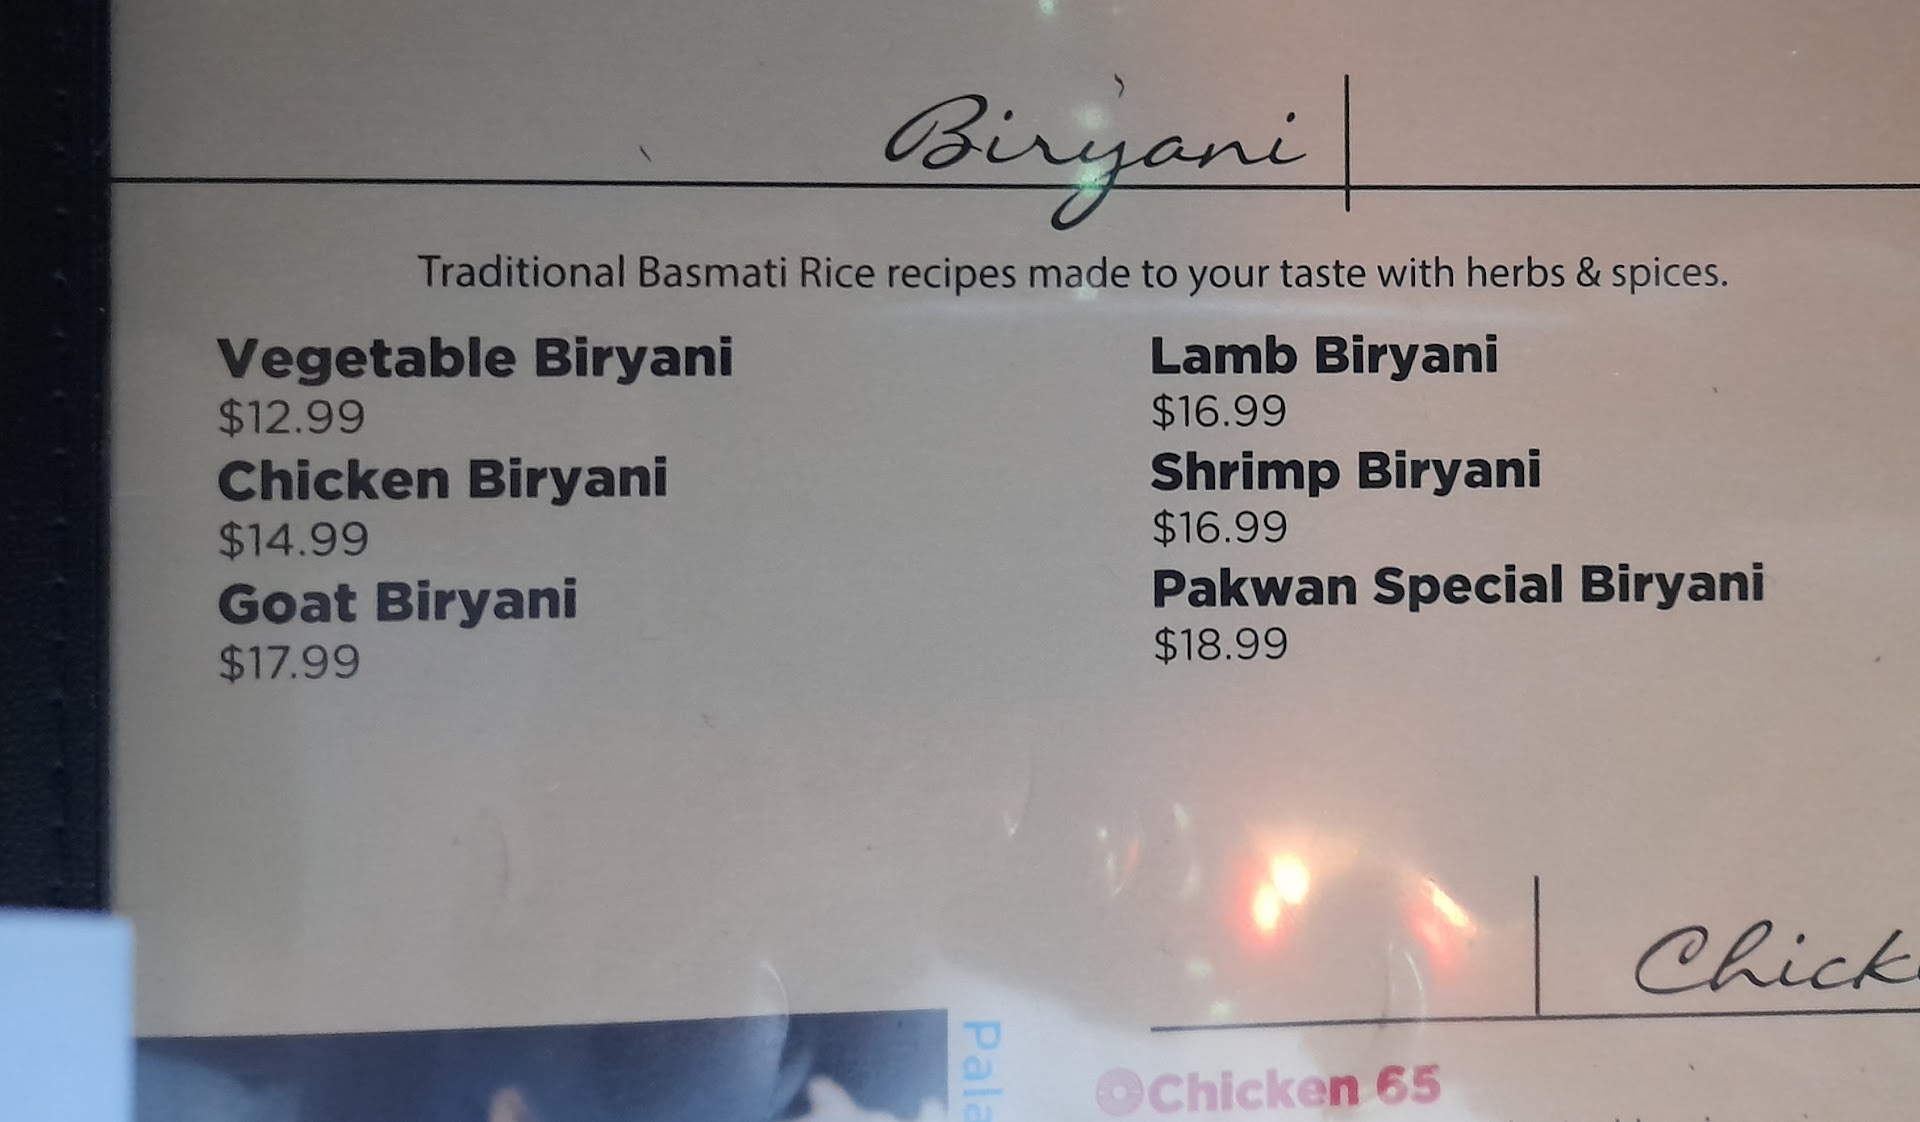 Biryani
Traditional Basmati Rice recipes made to your taste with herbs & spices.
Vegetable Biryani
$12.99
Chicken Biryani
$14.99
Goat Biryani
$17.99
Lamb Biryani
$16.99
Shrimp Biryani
$16.99
Pakwan Special Biryani
$18.99
Chick
Chicken 65
Pala